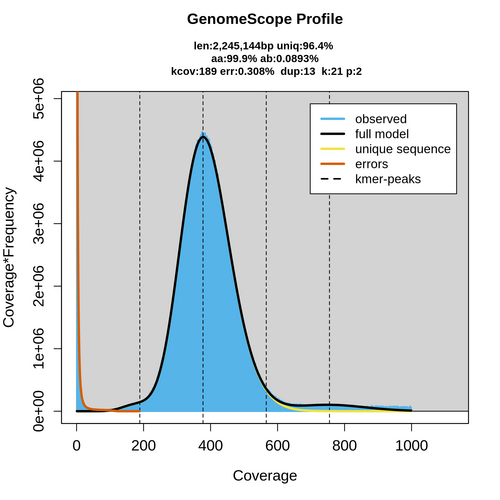 GenomeScope Profile
len:2,245,144bp uniq:96.4%
aa:99.9% ab:0.0893%
kcov:189 err:0.308% dup:13 k:21 p:2
observed
full model
unique sequence
errors
kmer-peaks
Coverage*Frequency
5e+06
4e+06
3e+06
2e+06
1e+06
0e+00
0 200 400 600 800 1000
Coverage